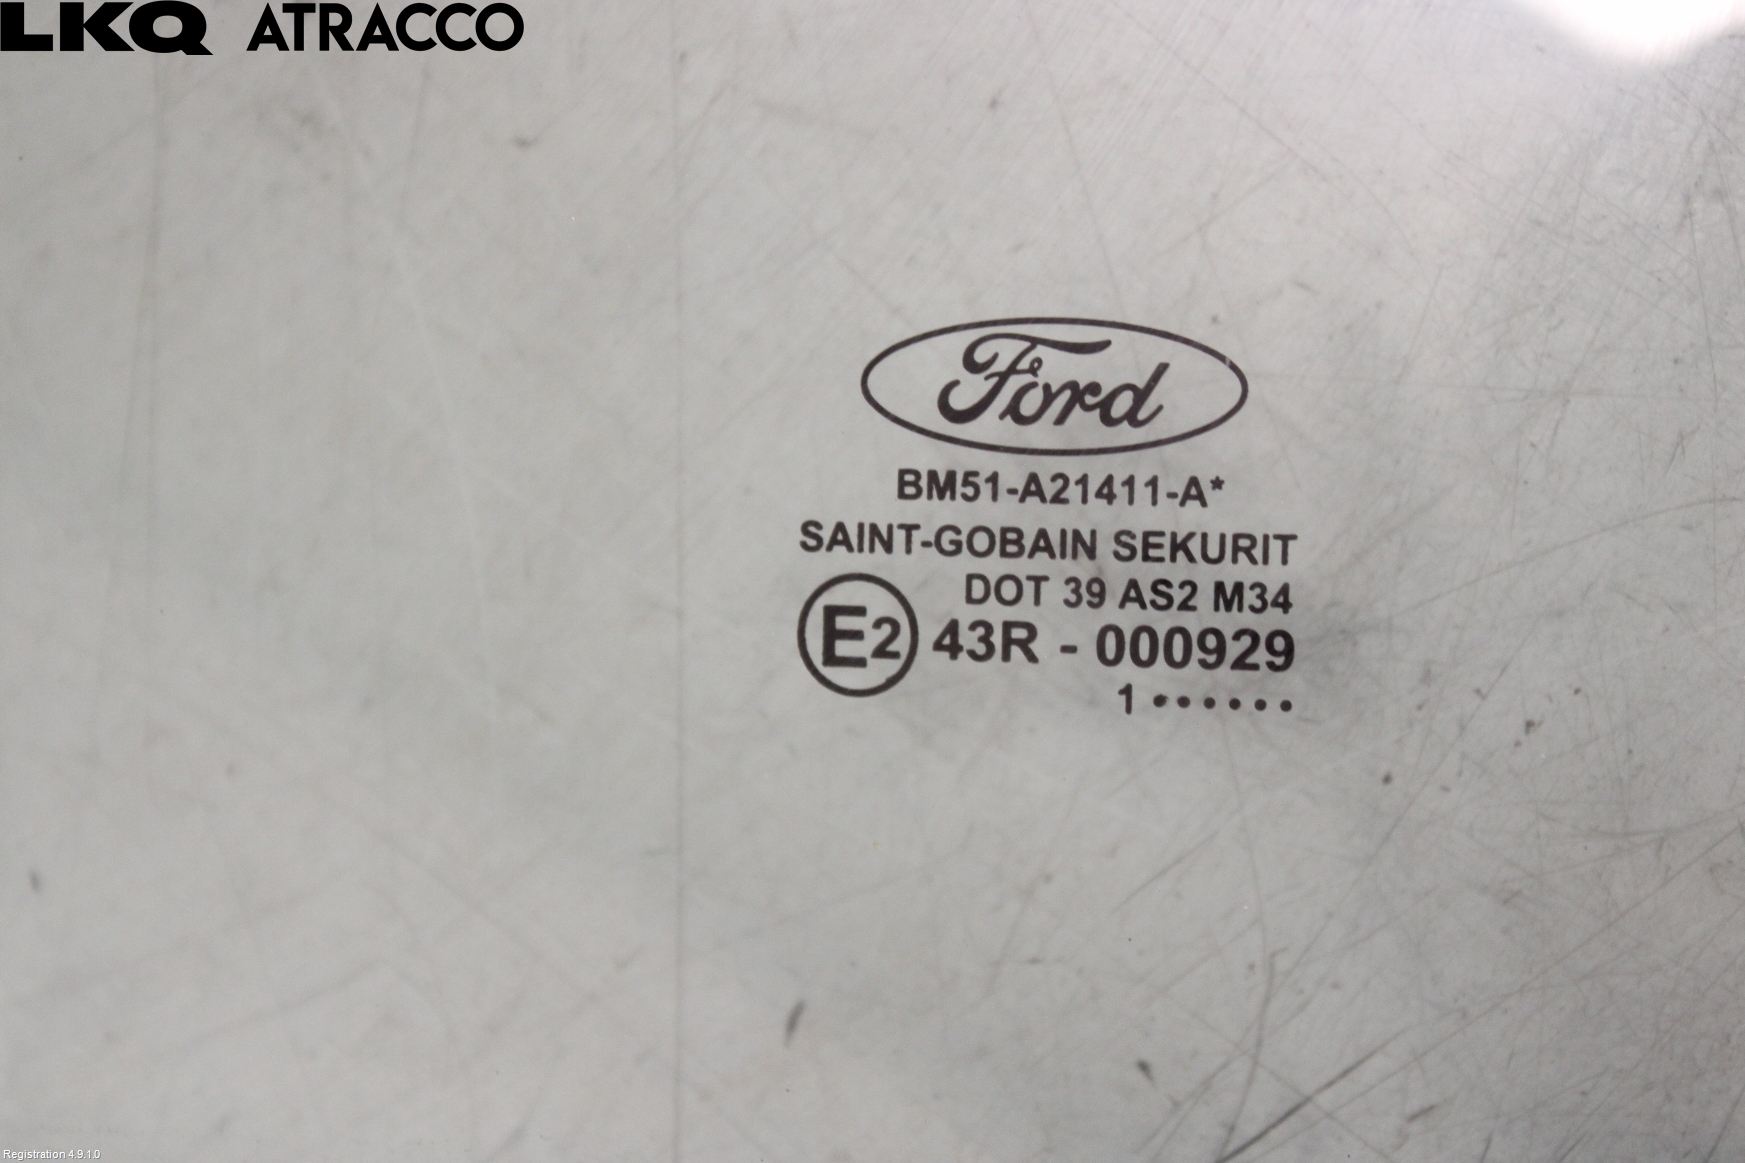 LKQ ATRACCO
Ford
BM51-A21411-A*
SAINT-GOBAIN SEKURIT
DOT 39 AS2 M34
E2 43R - 000929
1 ••••••
Registration 4.9.1.0